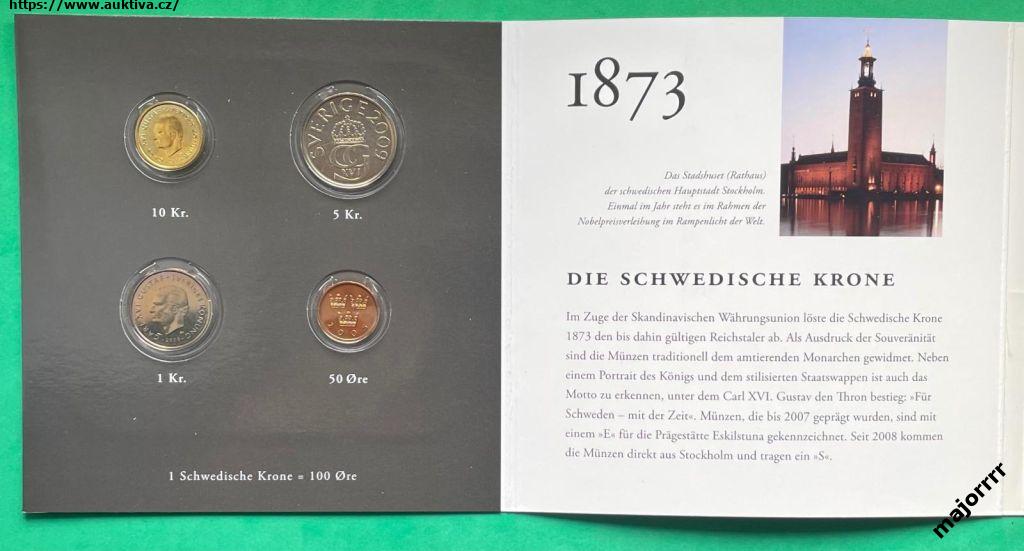 https://www.auktiva.cz/
SVERIGE 2009
XVI
10 Kr.
5 Kr.
1 Kr.
50 Øre
1 Schwedische Krone = 100 Øre
1873
Das Stadshuset (Rathaus)
der schwedischen Hauptstadt Stockholm.
Einmal im Jahr steht es im Rahmen der
Nobelpreisverleihung im Rampenlicht der Welt.
DIE SCHWEDISCHE KRONE
Im Zuge der Skandinavischen Währungsunion löste die Schwedische Krone
1873 den bis dahin gültigen Reichstaler ab. Als Ausdruck der Souveränität
sind die Münzen traditionell dem amtierenden Monarchen gewidmet. Neben
einem Portrait des Königs und dem stilisierten Staatswappen ist auch das
Motto zu erkennen, unter dem Carl XVI. Gustav den Thron bestieg: »Für
Schweden – mit der Zeit«. Münzen, die bis 2007 geprägt wurden, sind mit
einem »E« für die Prägestätte Eskilstuna gekennzeichnet. Seit 2008 kommen
die Münzen direkt aus Stockholm und tragen ein »S«.
majorrrr